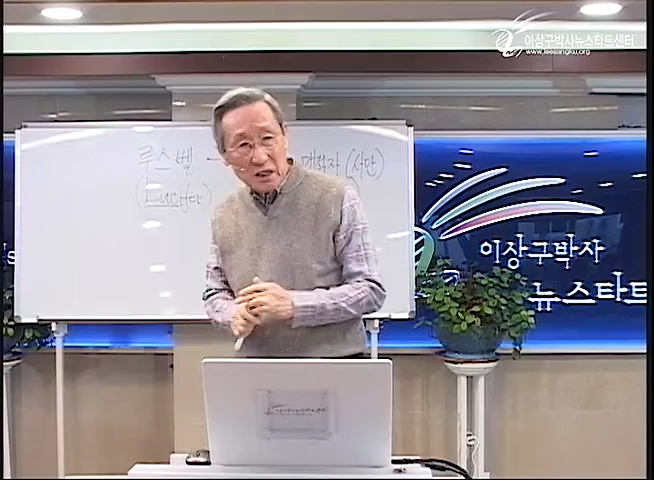 이상구박사뉴스타트센터
www.leesangku.org
루스벨 - 대적자 (사단)
이상구박사
뉴스타트